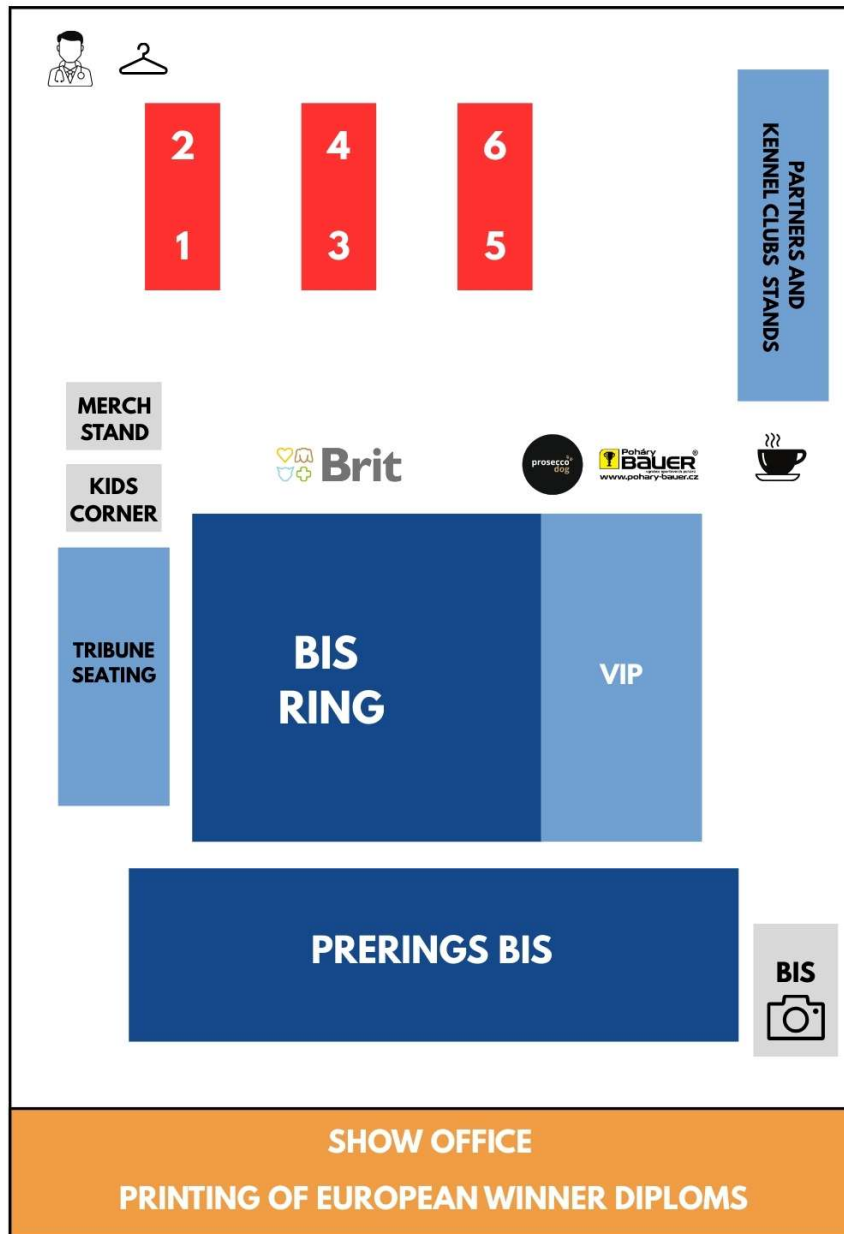 2
4
6
1
3
5
PARTNERS AND
KENNEL CLUBS STANDS
MERCH
STAND
KIDS
CORNER
Brit
prosecco
dog
Poháry
BAUER®
www.pohary-bauer.cz
TRIBUNE
SEATING
BIS
RING
VIP
PRERINGS BIS
BIS
SHOW OFFICE
PRINTING OF EUROPEAN WINNER DIPLOMS